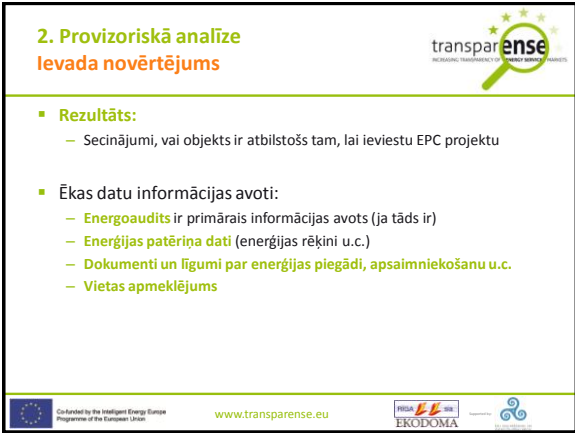 2. Provizoriskā analīze
Ievada novērtējums
transparense
INCREASING TRANSPARENCY OF ENERGY SERVICE MARKETS
Rezultāts:
– Secinājumi, vai objekts ir atbilstošs tam, lai ieviestu EPC projektu
Ēkas datu informācijas avoti:
– Energoaudits ir primārais informācijas avots (ja tāds ir)
– Enerģijas patēriņa dati (enerģijas rēķini u.c.)
– Dokumenti un līgumi par enerģijas piegādi, apsaimniekošanu u.c.
– Vietas apmeklējums
Co-funded by the Intelligent Energy Europe
Programme of the European Union
www.transparense.eu
RIGA SIA
EKODOMA